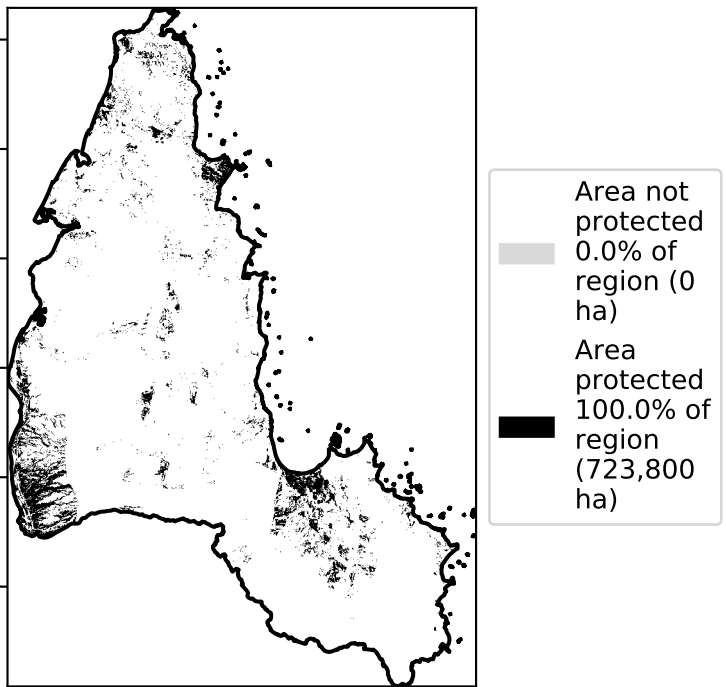 Area not
protected
0.0% of
region (0
ha)
Area
protected
100.0% of
region
(723,800
ha)